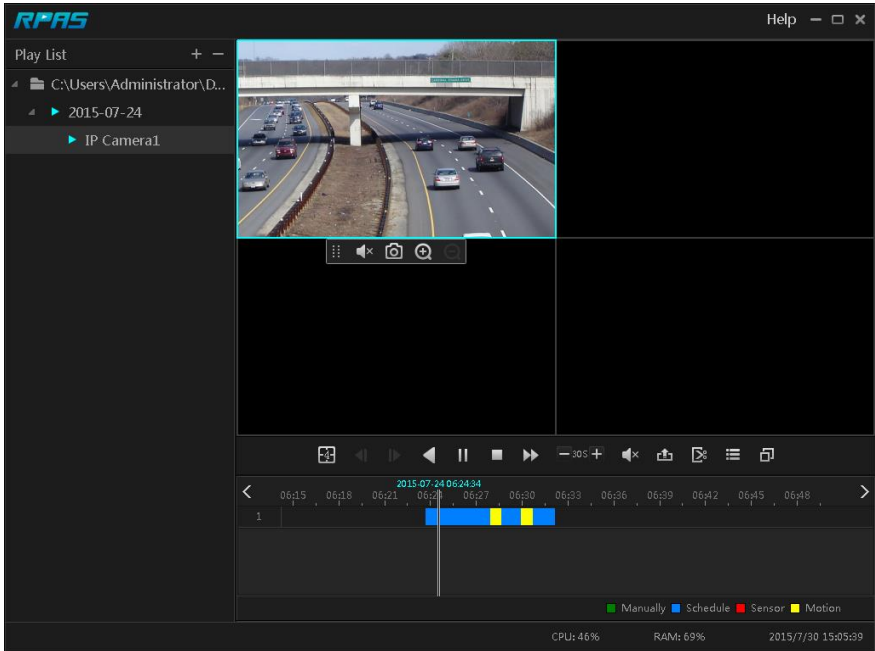 RPAS
Help
Play List + −
C:\Users\Administrator\D...
2015-07-24
IP Camera1
4
30S
2015-07-24 06:24:34
06:15 06:18 06:21 06:24 06:27 06:30 06:33 06:36 06:39 06:42 06:45 06:48
1
Manually Schedule Sensor Motion
CPU: 46% RAM: 69% 2015/7/30 15:05:39